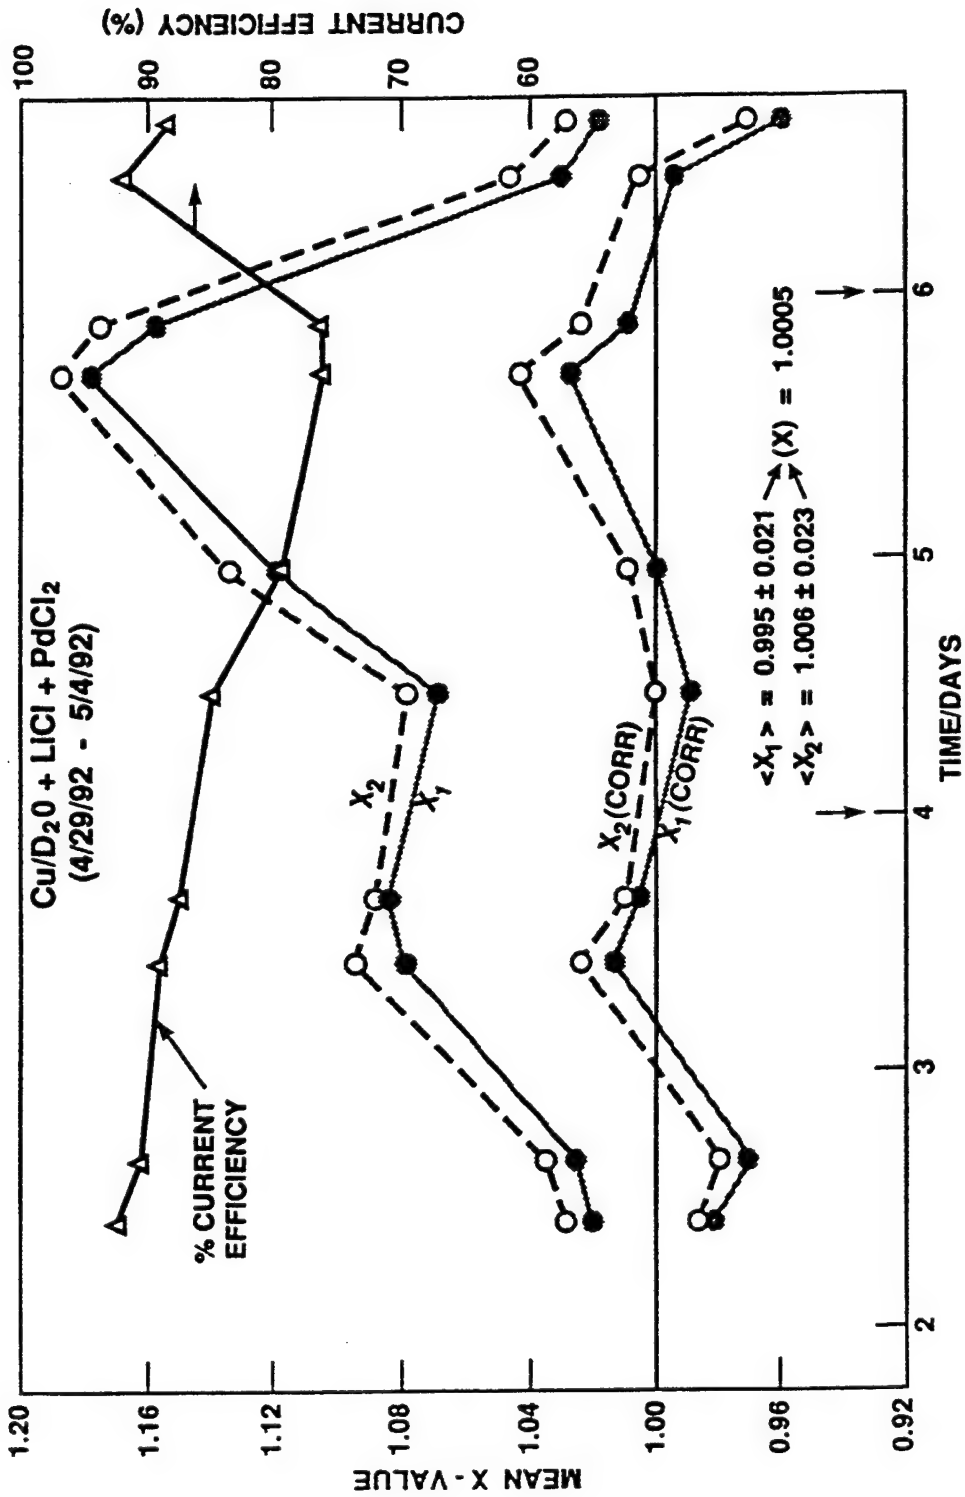 Cu/D₂O + LiCl + PdCl₂
(4/29/92 - 5/4/92)
MEAN X - VALUE
1.20
1.16
1.12
1.08
1.04
1.00
0.96
0.92
CURRENT EFFICIENCY (%)
100
90
80
70
60
% CURRENT
EFFICIENCY
X₂
X₁
X₂(CORR)
X₁(CORR)
<X₁> = 0.995 ± 0.021
(X) = 1.0005
<X₂> = 1.006 ± 0.023
2
3
4
5
6
TIME/DAYS